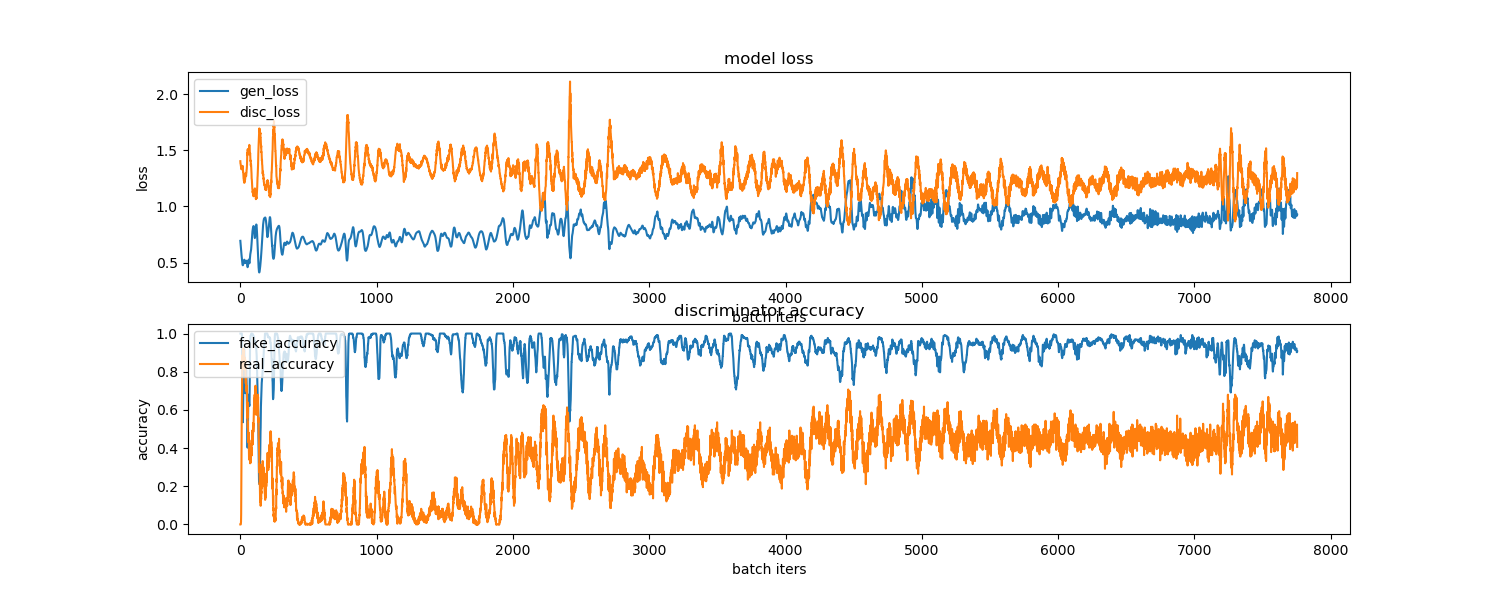 model loss
gen_loss
disc_loss
loss
2.0
1.5
1.0
0.5
0 1000 2000 3000 4000 5000 6000 7000 8000
batch iters
discriminator accuracy
fake_accuracy
real_accuracy
accuracy
1.0
0.8
0.6
0.4
0.2
0.0
0 1000 2000 3000 4000 5000 6000 7000 8000
batch iters